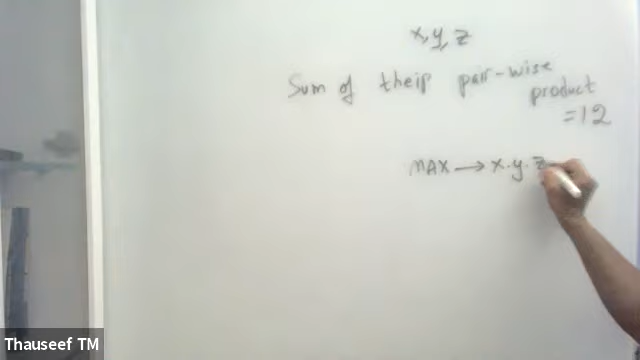 x, y, z
Sum of their pair-wise
product
=12
MAX → x.y.z
Thauseef TM